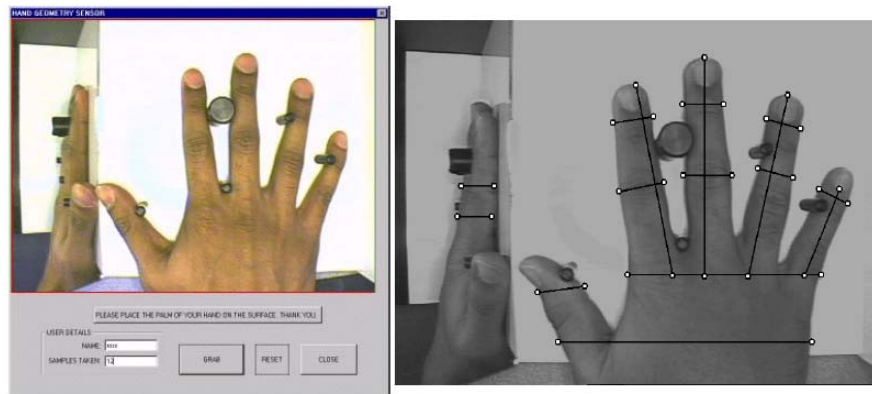 HAND GEOMETRY SENSOR
PLEASE PLACE THE PALM OF YOUR HAND ON THE SURFACE. THANK YOU.
USER DETAILS
NAME:
SAMPLES TAKEN: 12
GRAB
RESET
CLOSE